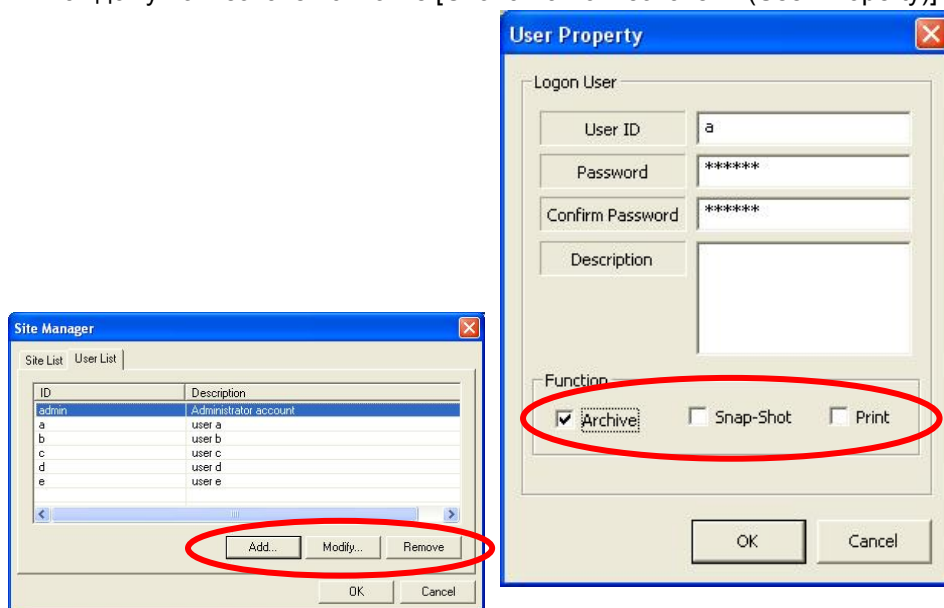 (User Property)]
User Property
Logon User
User ID
a
Password
******
Confirm Password
******
Description
Function
Archive
Snap-Shot
Print
OK
Cancel
Site Manager
Site List
User List
ID
Description
admin
Administrator account
a
user a
b
user b
c
user c
d
user d
e
user e
Add...
Modify...
Remove
OK
Cancel